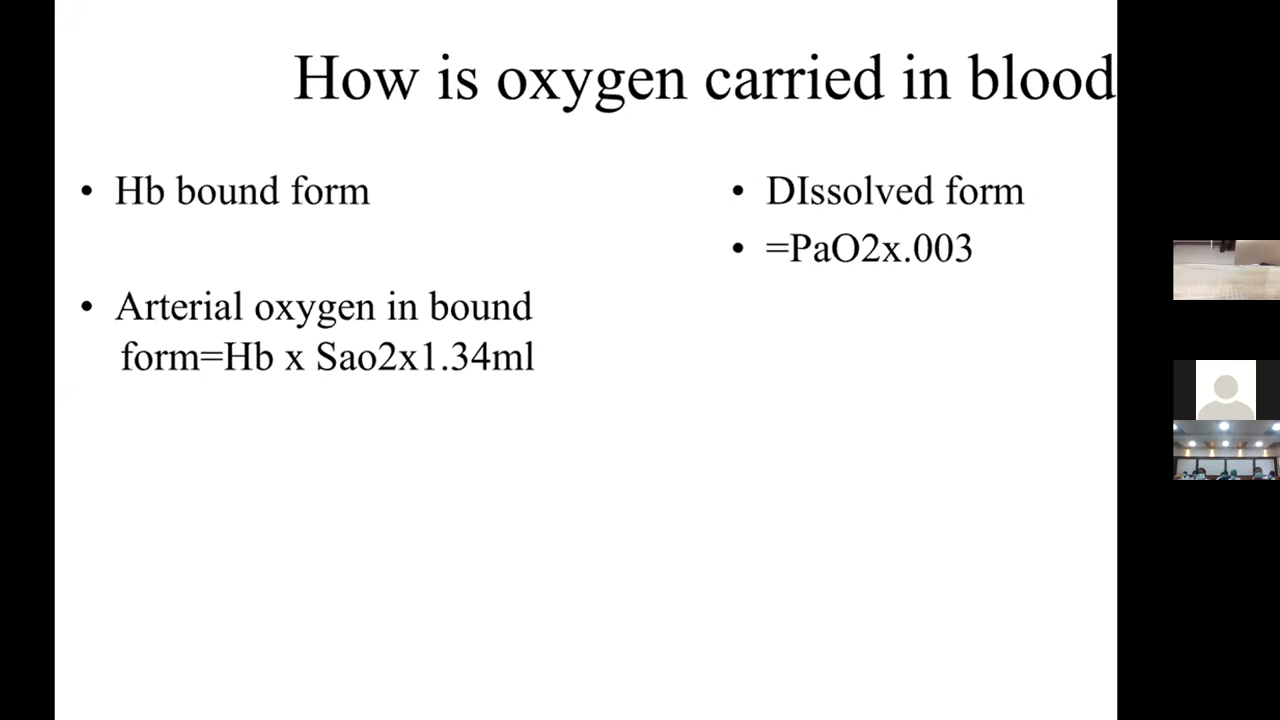 How is oxygen carried in blood
• Hb bound form
• Arterial oxygen in bound
form=Hb x Sao2x1.34ml
• DIssolved form
• =PaO2x.003